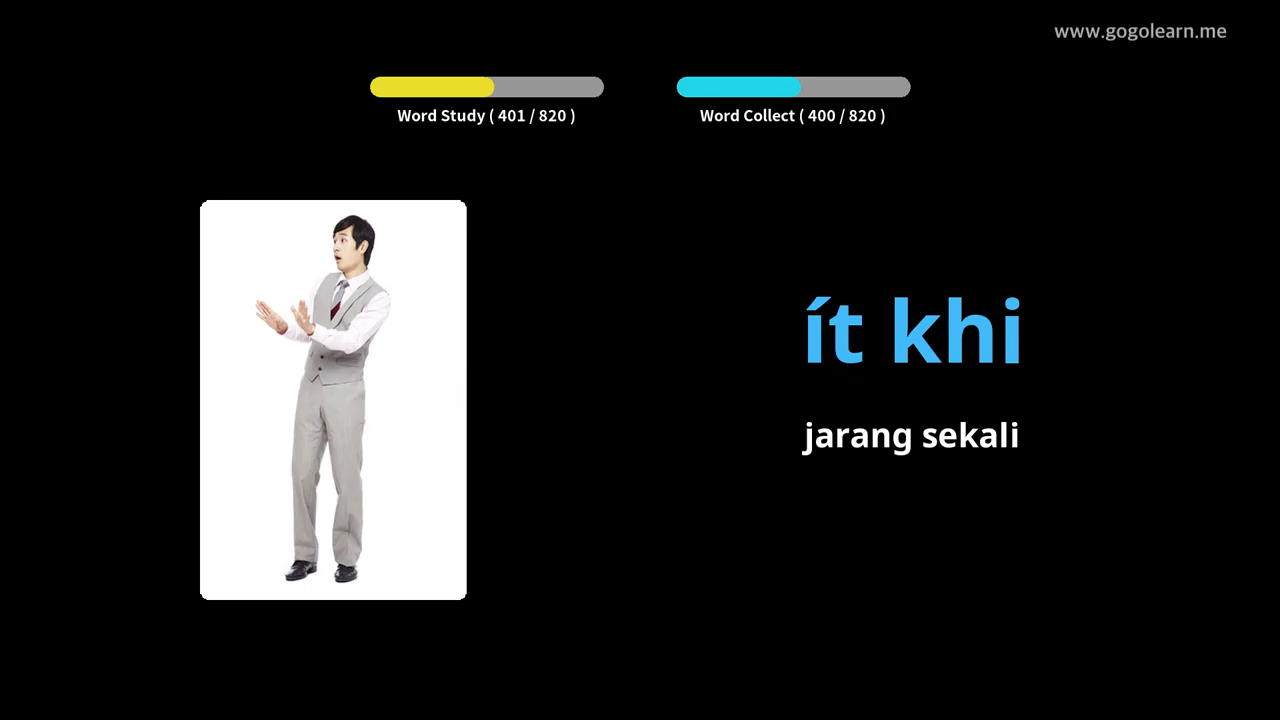 www.gogolearn.me
Word Study ( 401 / 820 )
Word Collect ( 400 / 820 )
ít khi
jarang sekali